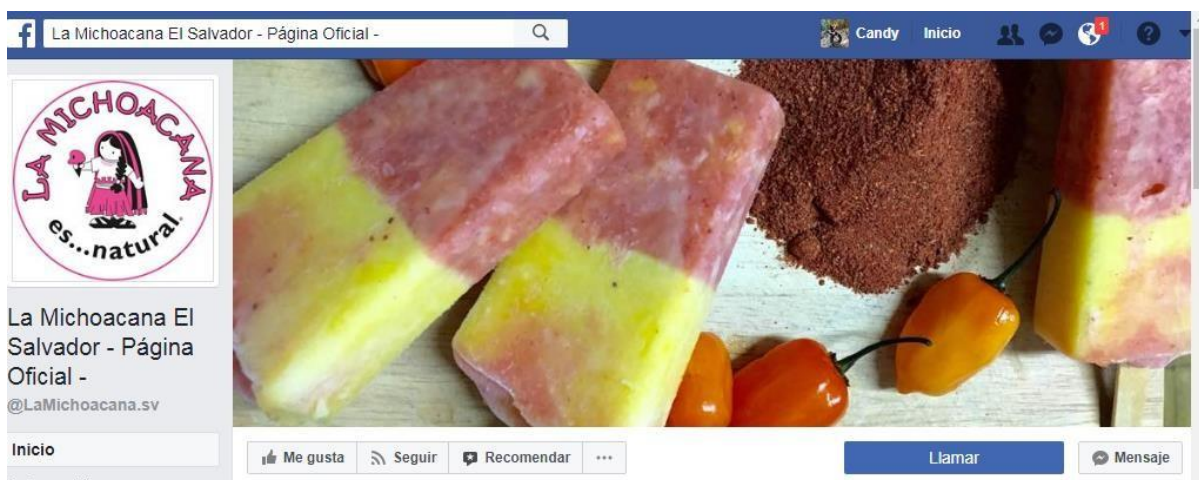 La Michoacana El Salvador - Página Oficial -
Candy Inicio
1
LA MICHOACANA
es...natural.
La Michoacana El
Salvador - Página
Oficial -
@LaMichoacana.sv
Inicio
Me gusta Seguir Recomendar ...
Llamar
Mensaje